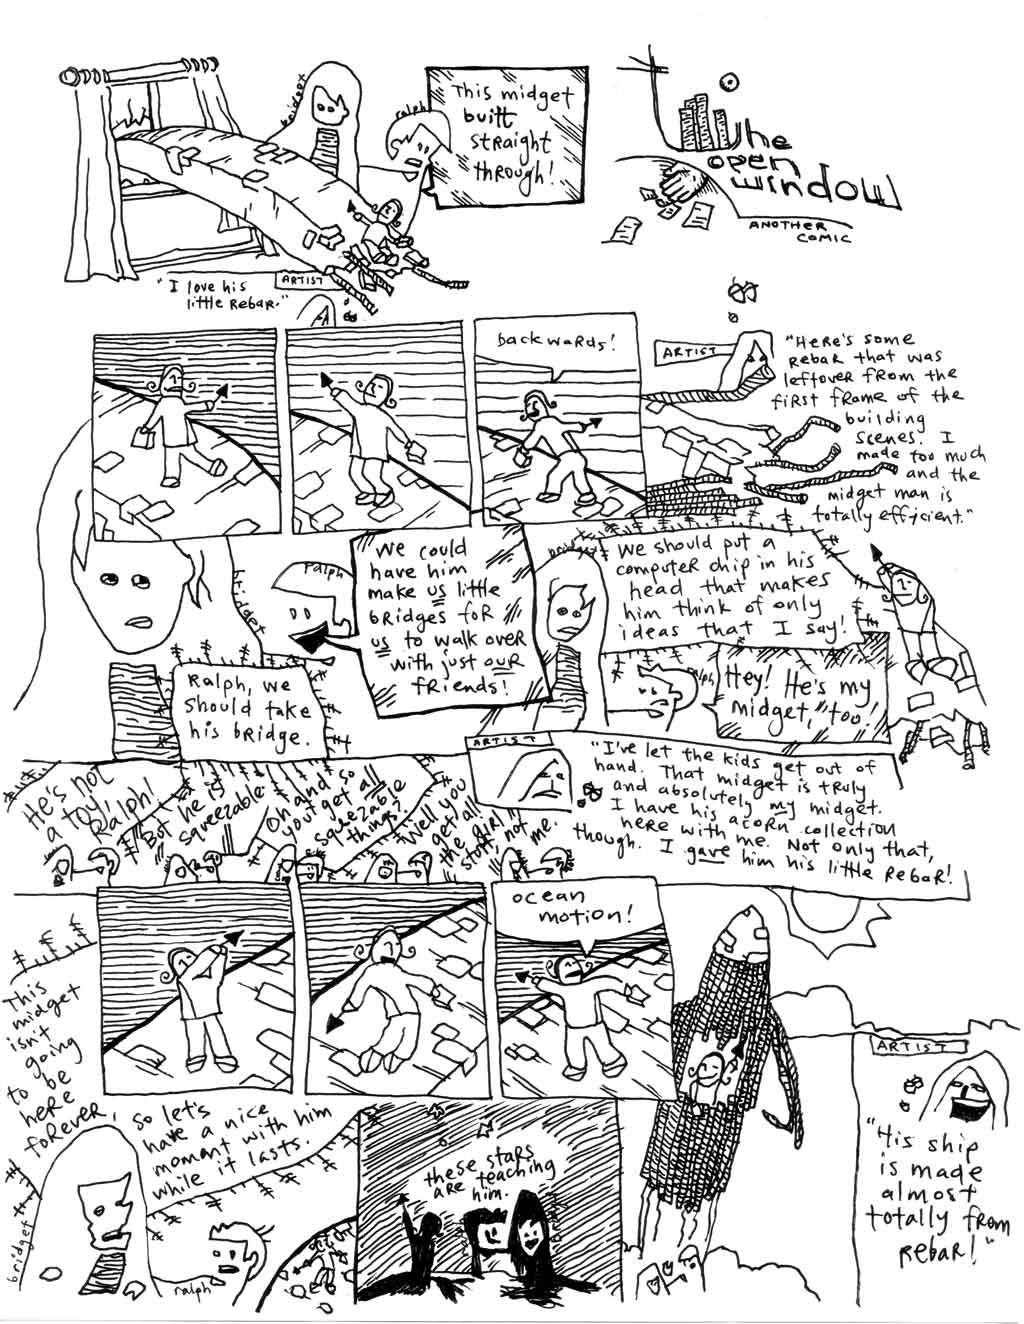 bridget
ralph
This midget
built
straight
through!
The
open
window
ANOTHER
COMIC
"I love his
little rebar."
ARTIST
backwards!
ARTIST
"Here's some
rebar that was
leftover from the
first frame of the
building
scenes. I
made too much
and the
midget man is
totally efficient."
bridget
Ralph, we
should take
his bridge.
ralph
We could
have him
make us little
bridges for
us to walk over
with just our
friends!
bridget
We should put a
computer chip in his
head that makes
him think of only
ideas that I say!
ralph
Hey! He's my
midget, too!
He's not
a toy,
Ralph!
But he is
squeezable
Oh and so
you get all
squeezable
things?
Well you
get all
the girl
stuff, not
me.
ARTIST
"I've let the kids get out of
hand. That midget is truly
and absolutely my midget.
I have his acorn collection
here with me. Not only that,
though. I gave him his little rebar!
ocean
motion!
This
midget
isn't
going
to be
here
forever,
so let's
have a nice
moment with him
while it lasts.
bridget
ralph
these stars
are teaching
him.
ARTIST
"His ship
is made
almost
totally from
rebar!"